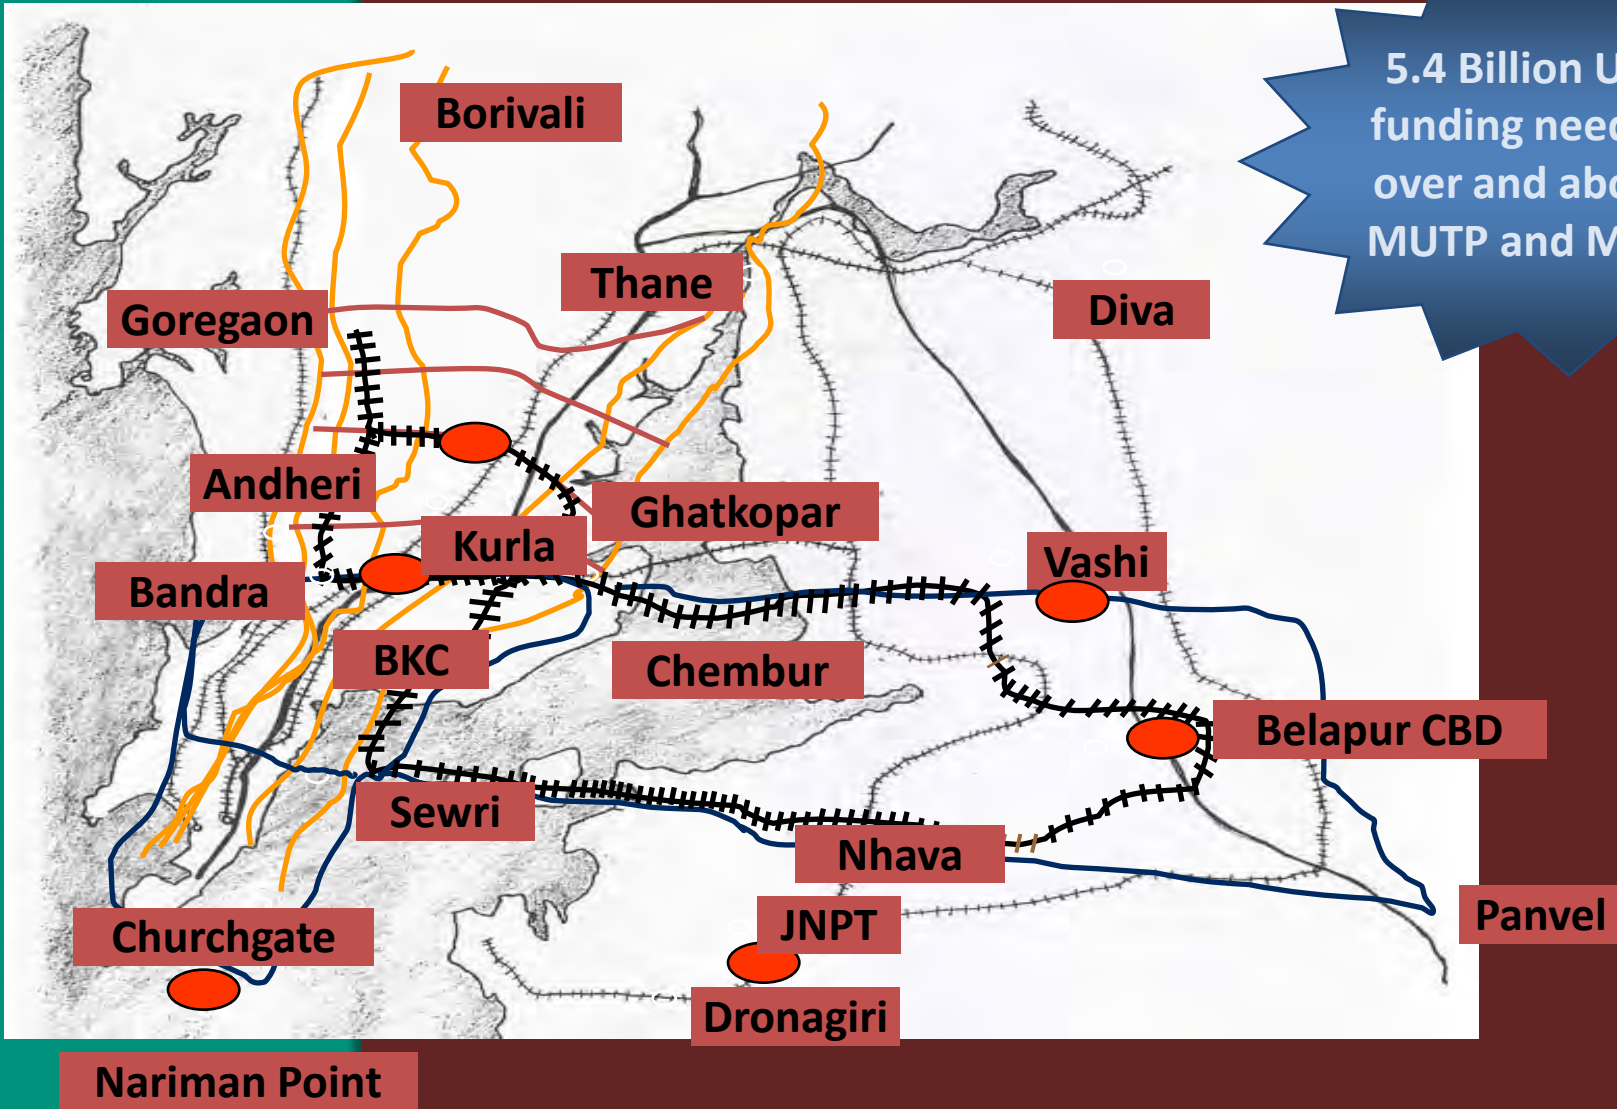 5.4 Billion U
funding need
over and abo
MUTP and M
Borivali
Thane
Goregaon
Diva
Andheri
Ghatkopar
Kurla
Vashi
Bandra
BKC
Chembur
Belapur CBD
Sewri
Nhava
Panvel
JNPT
Churchgate
Dronagiri
Nariman Point